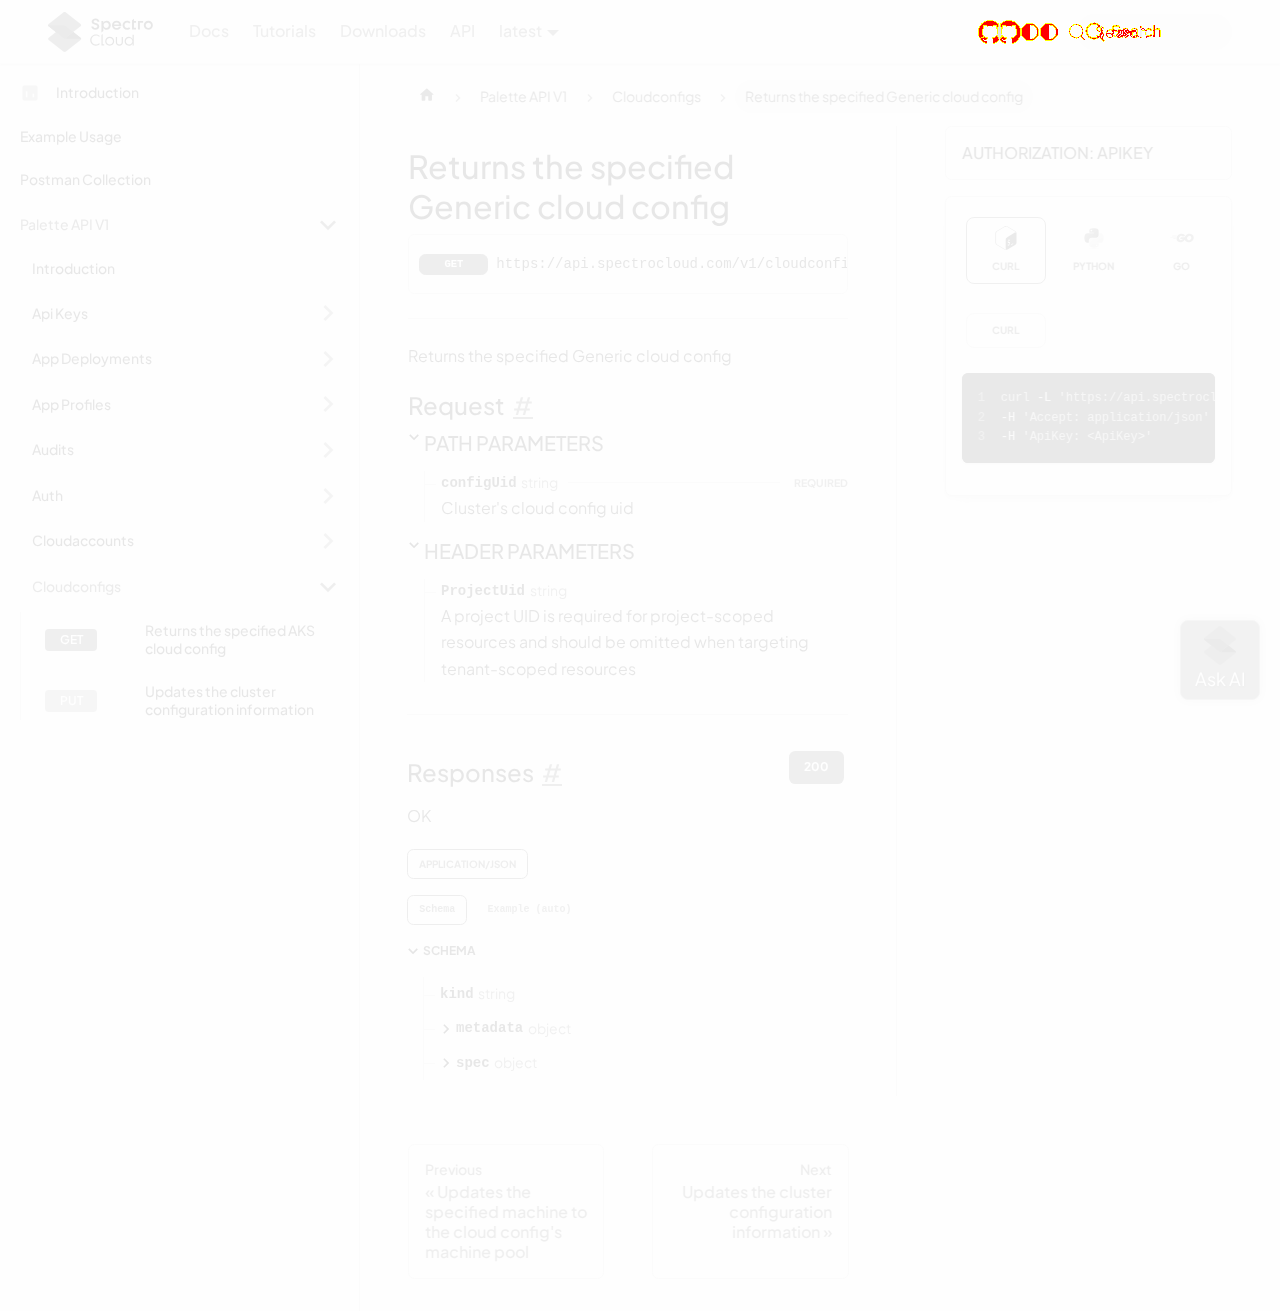 Spectro Cloud
Docs Tutorials Downloads API latest
Introduction
Example Usage
Postman Collection
Palette API V1
Introduction
Api Keys
App Deployments
App Profiles
Audits
Auth
Cloudaccounts
Cloudconfigs
GET Returns the specified AKS
cloud config
PUT Updates the cluster
configuration information
Palette API V1 Cloudconfigs Returns the specified Generic cloud config
Returns the specified
Generic cloud config
GET https://api.spectrocloud.com/v1/cloudconfi
Returns the specified Generic cloud config
Request #
PATH PARAMETERS
configUid string REQUIRED
Cluster's cloud config uid
HEADER PARAMETERS
ProjectUid string
A project UID is required for project-scoped
resources and should be omitted when targeting
tenant-scoped resources
Responses # 200
OK
APPLICATION/JSON
Schema Example (auto)
SCHEMA
kind string
metadata object
spec object
Previous
« Updates the
specified machine to
the cloud config's
machine pool
Next
Updates the cluster
configuration
information »
AUTHORIZATION: APIKEY
CURL PYTHON GO
GO
CURL
1 curl -L 'https://api.spectrocl
2 -H 'Accept: application/json'
3 -H 'ApiKey: <ApiKey>'
Ask AI